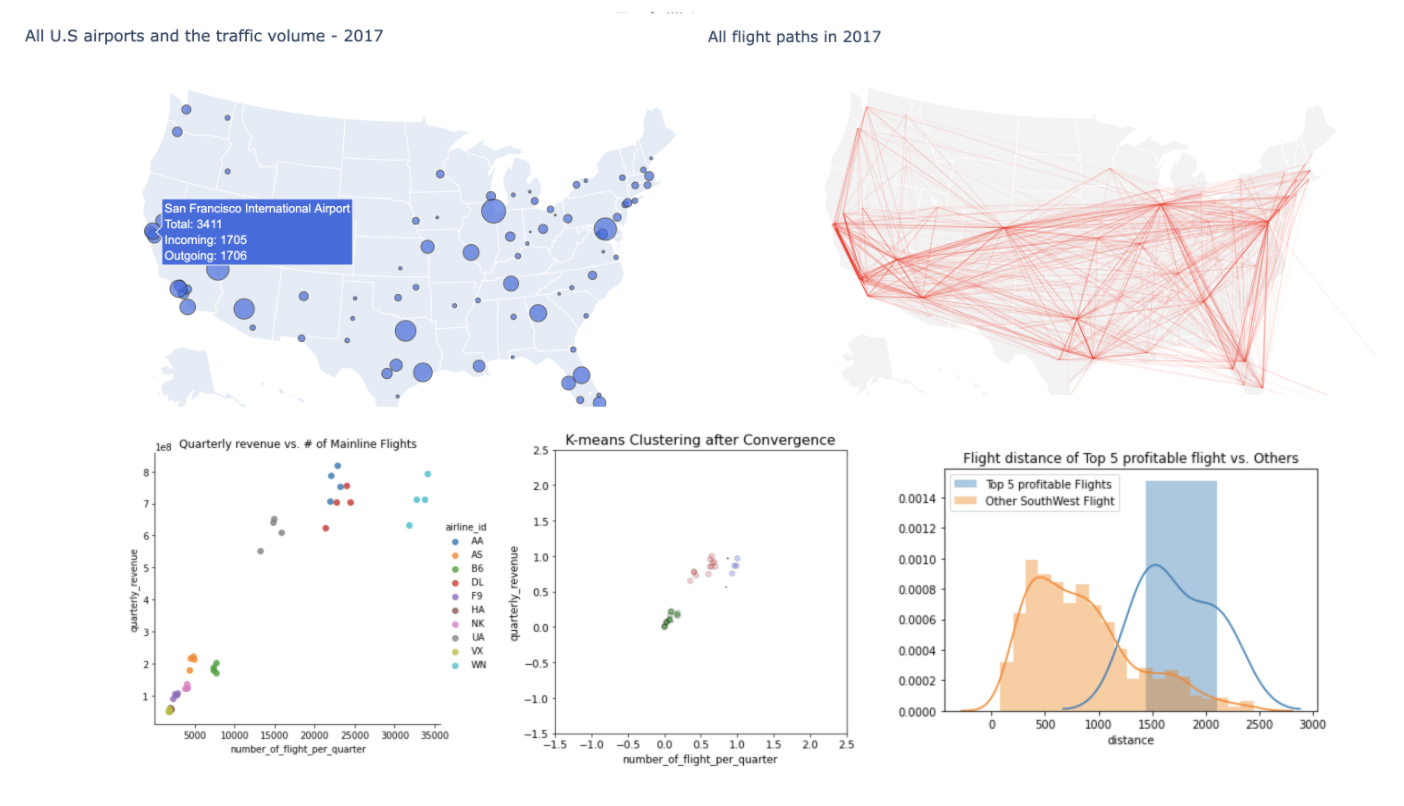 All U.S airports and the traffic volume - 2017
All flight paths in 2017
San Francisco International Airport
Total: 3411
Incoming: 1705
Outgoing: 1706
1e8
Quarterly revenue vs. # of Mainline Flights
8
7
6
5
4
3
2
1
quarterly_revenue
5000
10000
15000
20000
25000
30000
35000
number_of_flight_per_quarter
airline_id
AA
AS
B6
DL
F9
HA
NK
UA
VX
WN
K-means Clustering after Convergence
2.5
2.0
1.5
1.0
0.5
0.0
−0.5
−1.0
−1.5
quarterly_revenue
−1.5
−1.0
−0.5
0.0
0.5
1.0
1.5
2.0
2.5
number_of_flight_per_quarter
Flight distance of Top 5 profitable flight vs. Others
Top 5 profitable Flights
Other SouthWest Flight
0.0014
0.0012
0.0010
0.0008
0.0006
0.0004
0.0002
0.0000
0
500
1000
1500
2000
2500
3000
distance